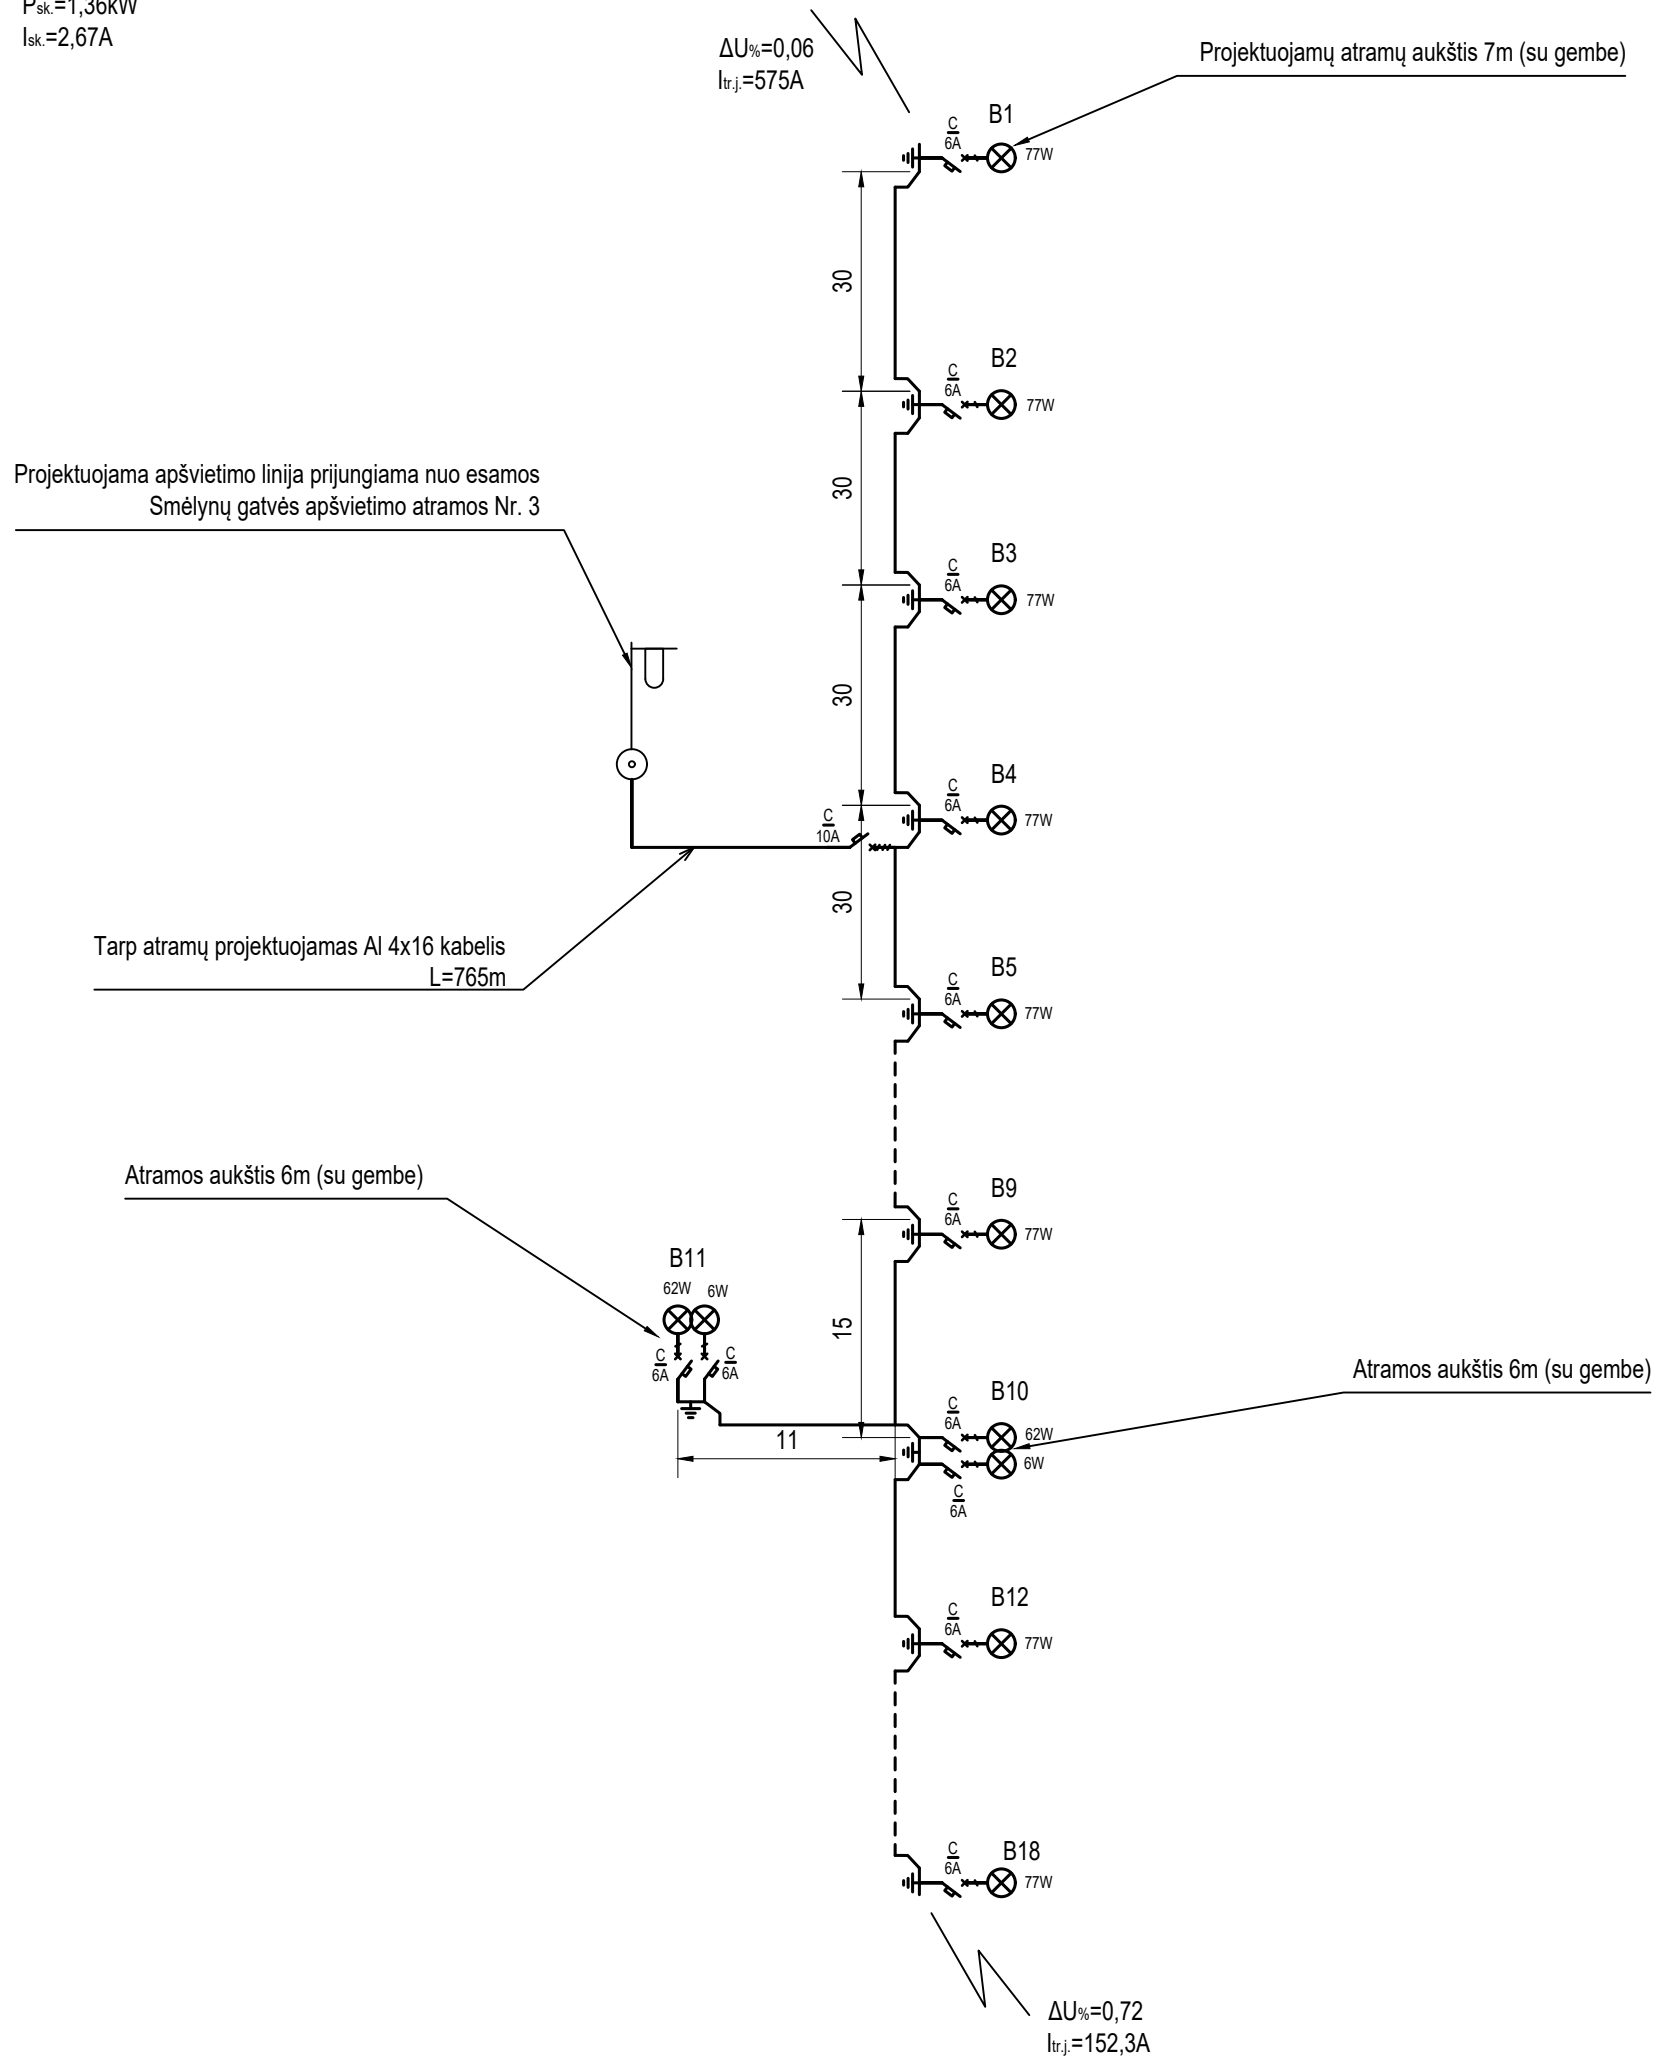 Psk.=1,36kW
Isk.=2,67A
ΔU%=0,06
Itr.j.=575A
Projektuojamų atramų aukštis 7m (su gembe)
B1
C
6A
77W
30
B2
C
6A
77W
30
Projektuojama apšvietimo linija prijungiama nuo esamos
Smėlynų gatvės apšvietimo atramos Nr. 3
B3
C
6A
77W
30
B4
C
6A
77W
C
10A
30
Tarp atramų projektuojamas Al 4x16 kabelis
L=765m
B5
C
6A
77W
Atramos aukštis 6m (su gembe)
B9
C
6A
77W
B11
62W
6W
C
6A
C
6A
15
Atramos aukštis 6m (su gembe)
B10
C
6A
62W
6W
C
6A
11
B12
C
6A
77W
B18
C
6A
77W
ΔU%=0,72
Itr.j.=152,3A